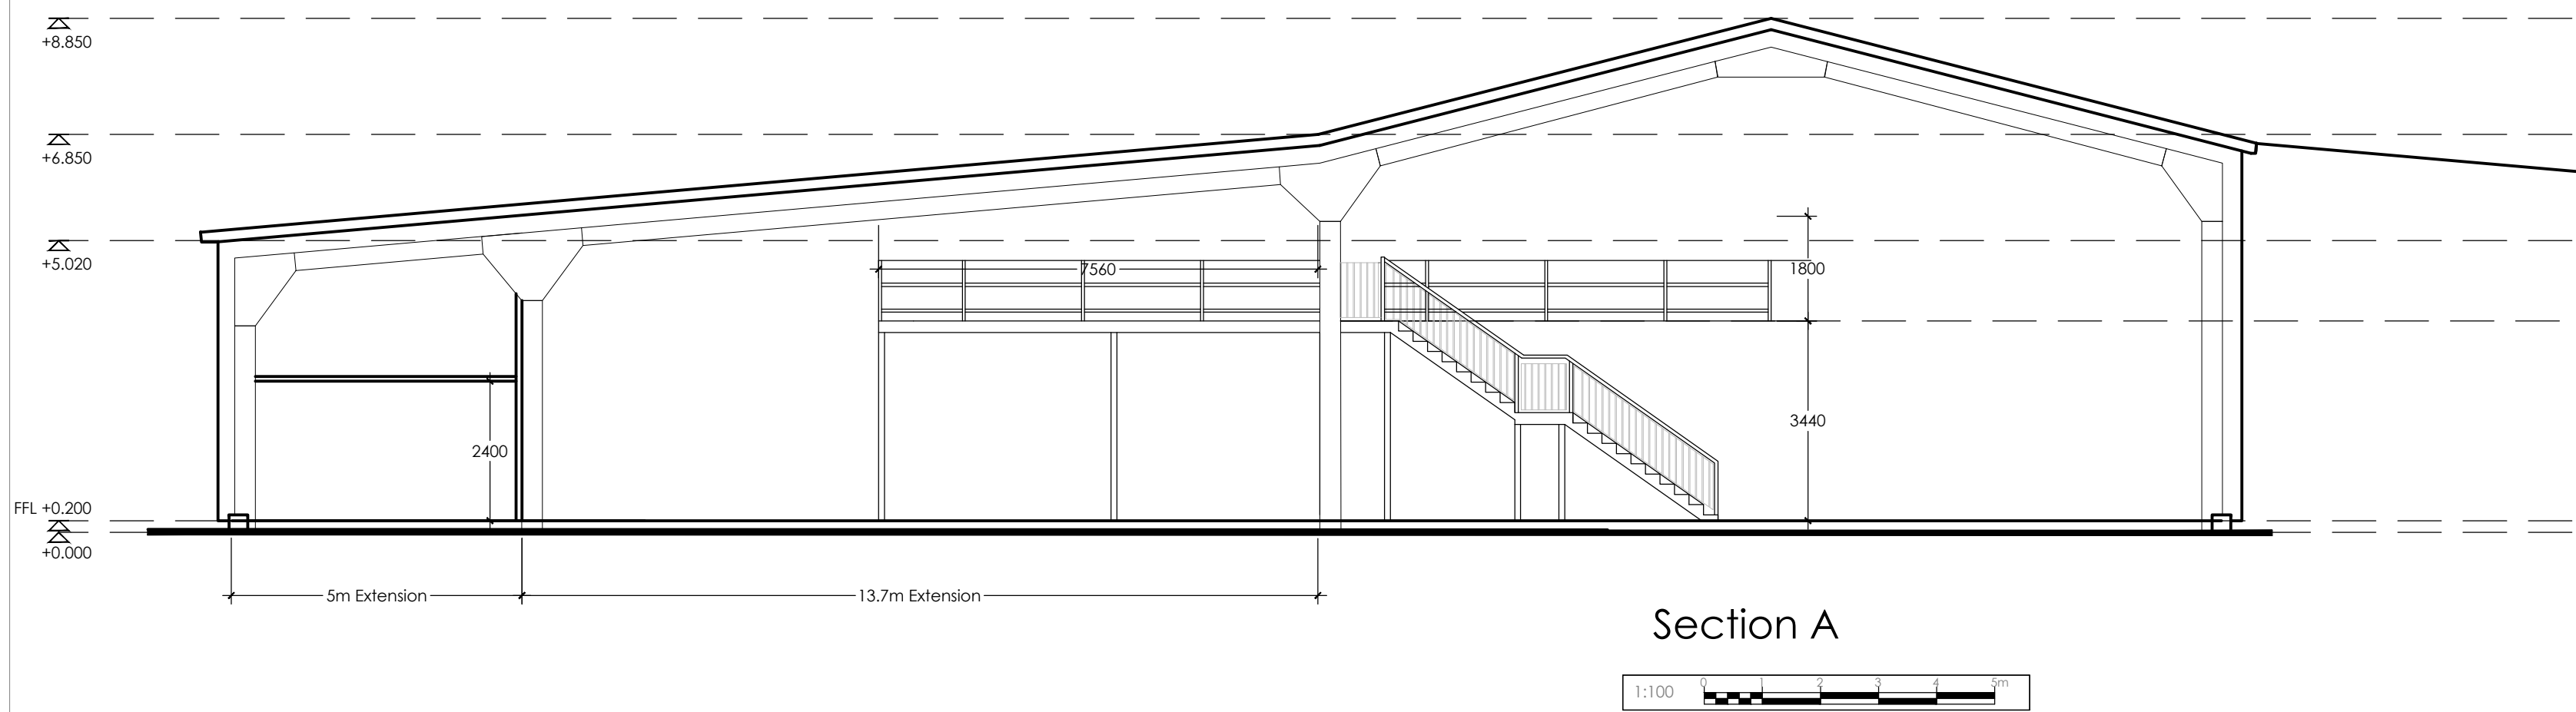 +8.850
+6.850
+5.020
7560
1800
3440
2400
FFL +0.200
+0.000
5m Extension
13.7m Extension
Section A
1:100
0 1 2 3 4 5m